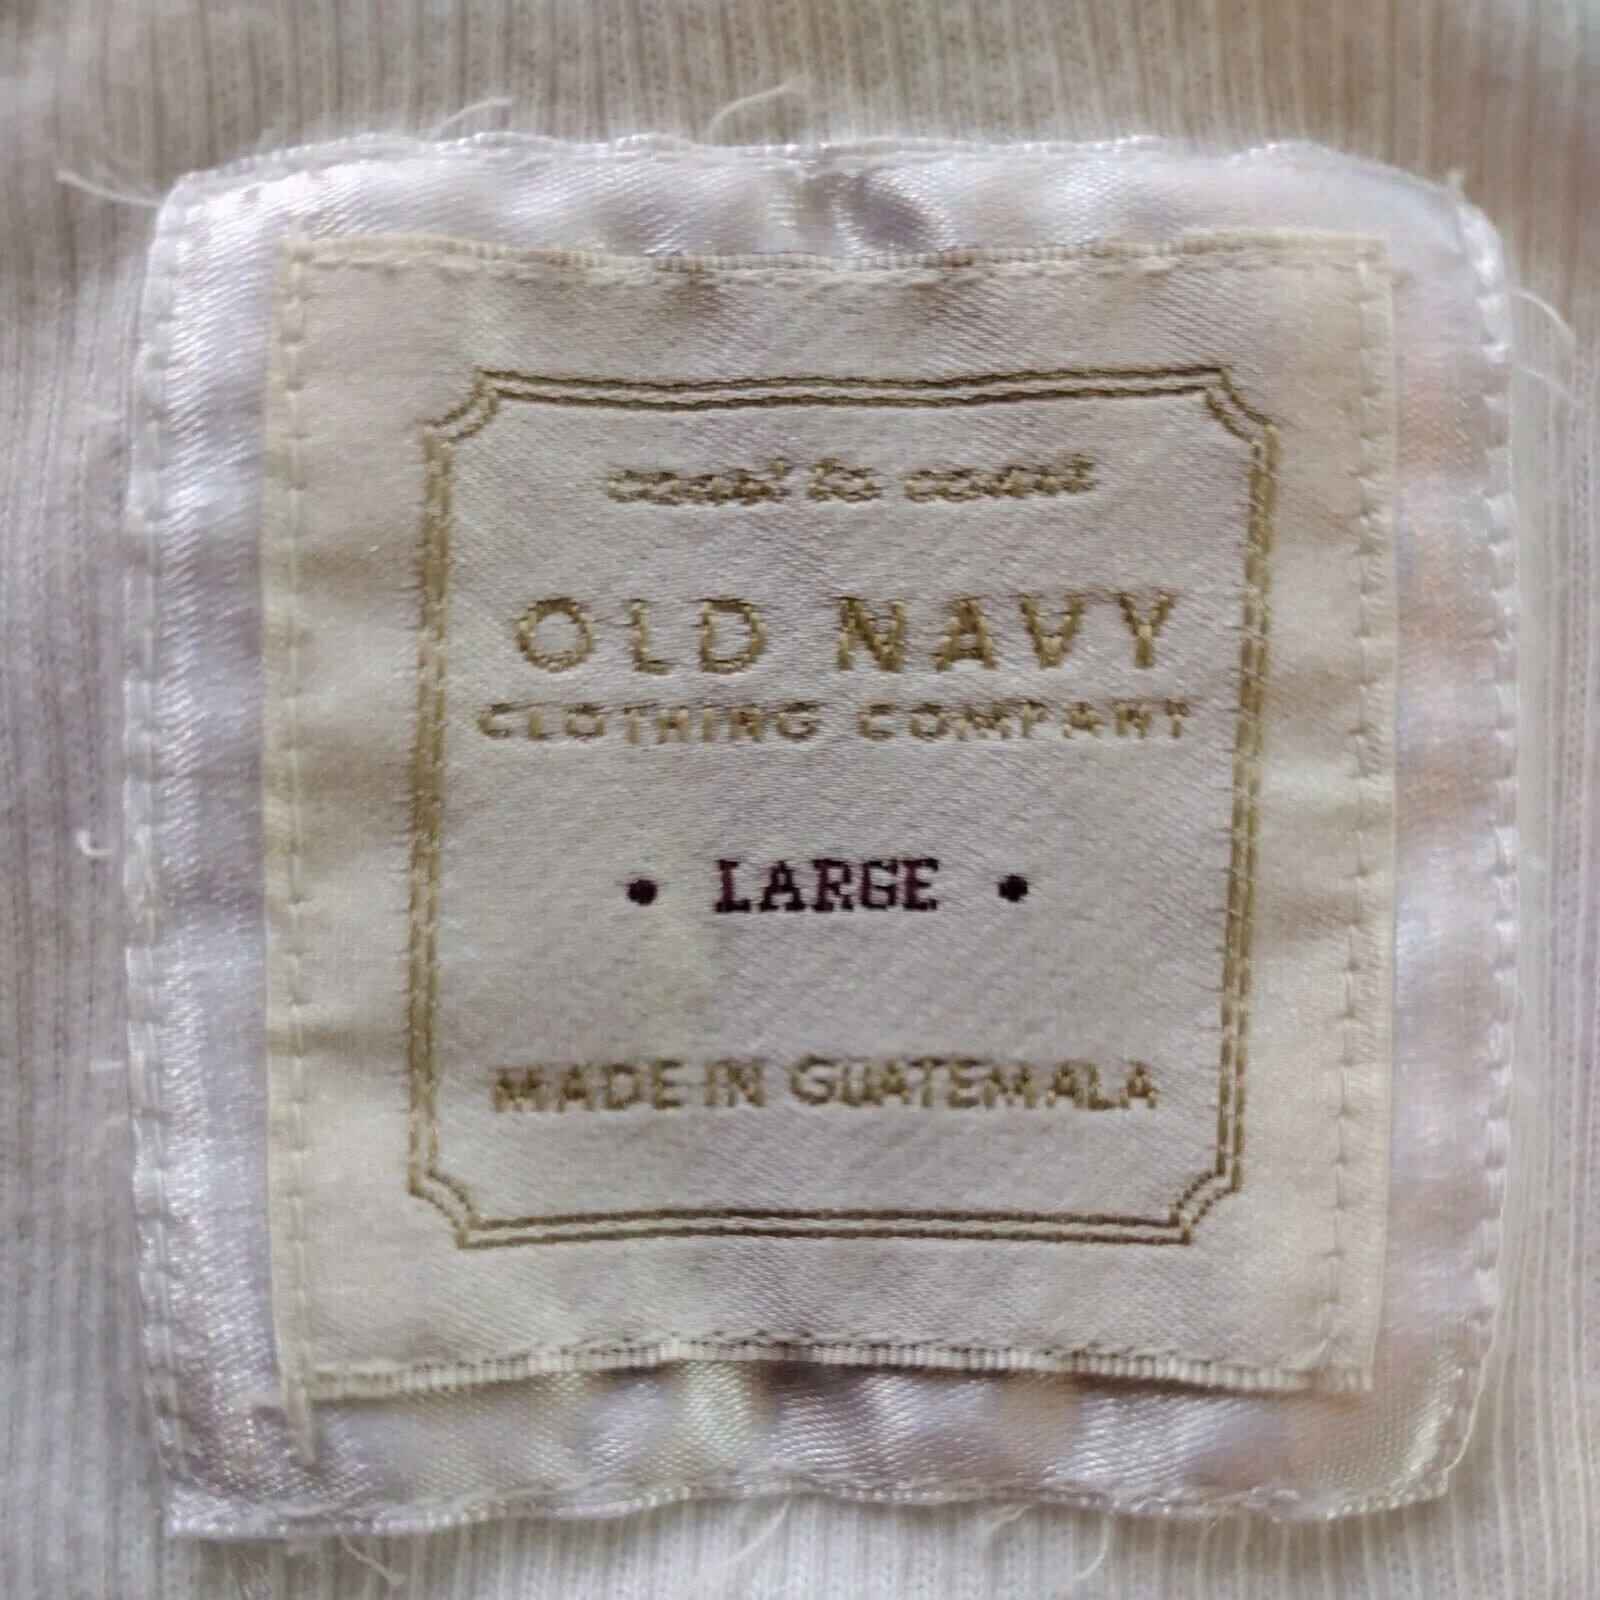 coast to coast
OLD NAVY
CLOTHING COMPANY
• LARGE •
MADE IN GUATEMALA